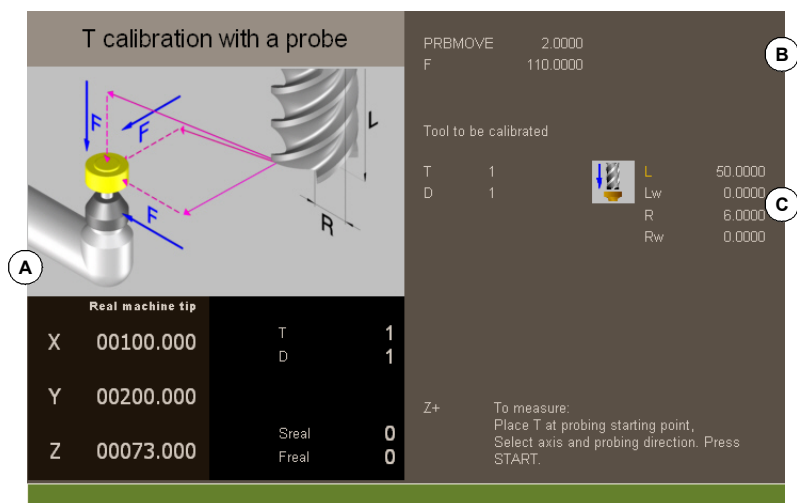 T calibration with a probe
F
F
F
L
R
A
Real machine tip
X 00100.000
Y 00200.000
Z 00073.000
T 1
D 1
Sreal 0
Freal 0
PRBMOVE 2.0000
F 110.0000
B
Tool to be calibrated
T 1
D 1
L 50.0000
Lw 0.0000
R 6.0000
Rw 0.0000
C
Z+ To measure:
Place T at probing starting point,
Select axis and probing direction. Press
START.